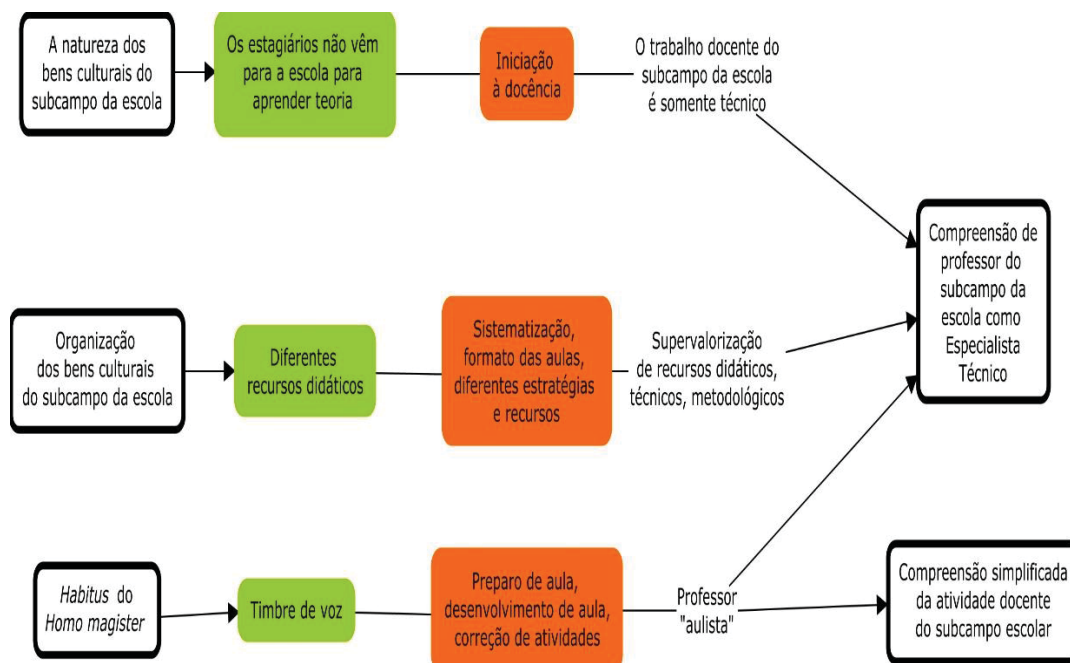 A natureza dos
bens culturais do
subcampo da escola
Os estagiários não vêm
para a escola para
aprender teoria
Iniciação
à docência
O trabalho docente do
subcampo da escola
é somente técnico
Compreensão de
professor do
subcampo da
escola como
Especialista
Técnico
Organização
dos bens culturais
do subcampo da escola
Diferentes
recursos didáticos
Sistematização,
formato das aulas,
diferentes estratégias
e recursos
Supervalorização
de recursos didáticos,
técnicos, metodológicos
Habitus do
Homo magister
Timbre de voz
Preparo de aula,
desenvolvimento de aula,
correção de atividades
Professor
"aulista"
Compreensão simplificada
da atividade docente
do subcampo escolar